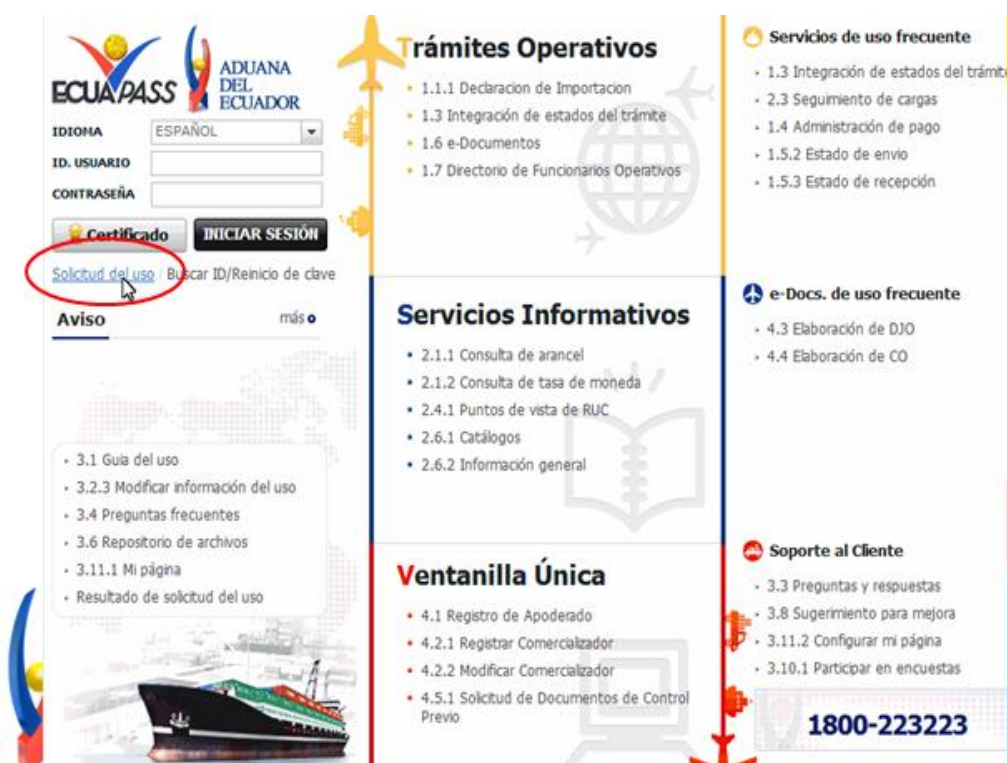 ECUAPASS
ADUANA
DEL
ECUADOR
IDIOMA
ESPAÑOL
ID. USUARIO
CONTRASEÑA
Certificado
INICIAR SESIÓN
Solicitud del uso
Buscar ID/Reinicio de clave
Aviso
más
3.1 Guia del uso
3.2.3 Modificar información del uso
3.4 Preguntas frecuentes
3.6 Repositorio de archivos
3.11.1 Mi página
Resultado de solicitud del uso
Trámites Operativos
1.1.1 Declaracion de Importacion
1.3 Integración de estados del trámite
1.6 e-Documentos
1.7 Directorio de Funcionarios Operativos
Servicios Informativos
2.1.1 Consulta de arancel
2.1.2 Consulta de tasa de moneda
2.4.1 Puntos de vista de RUC
2.6.1 Catálogos
2.6.2 Información general
Ventanilla Única
4.1 Registro de Apoderado
4.2.1 Registrar Comercializador
4.2.2 Modificar Comercializador
4.5.1 Solicitud de Documentos de Control
Previo
Servicios de uso frecuente
1.3 Integración de estados del trámite
2.3 Seguimiento de cargas
1.4 Administración de pago
1.5.2 Estado de envio
1.5.3 Estado de recepción
e-Docs. de uso frecuente
4.3 Elaboración de DJO
4.4 Elaboración de CO
Soporte al Cliente
3.3 Preguntas y respuestas
3.8 Sugerimiento para mejora
3.11.2 Configurar mi página
3.10.1 Participar en encuestas
1800-223223